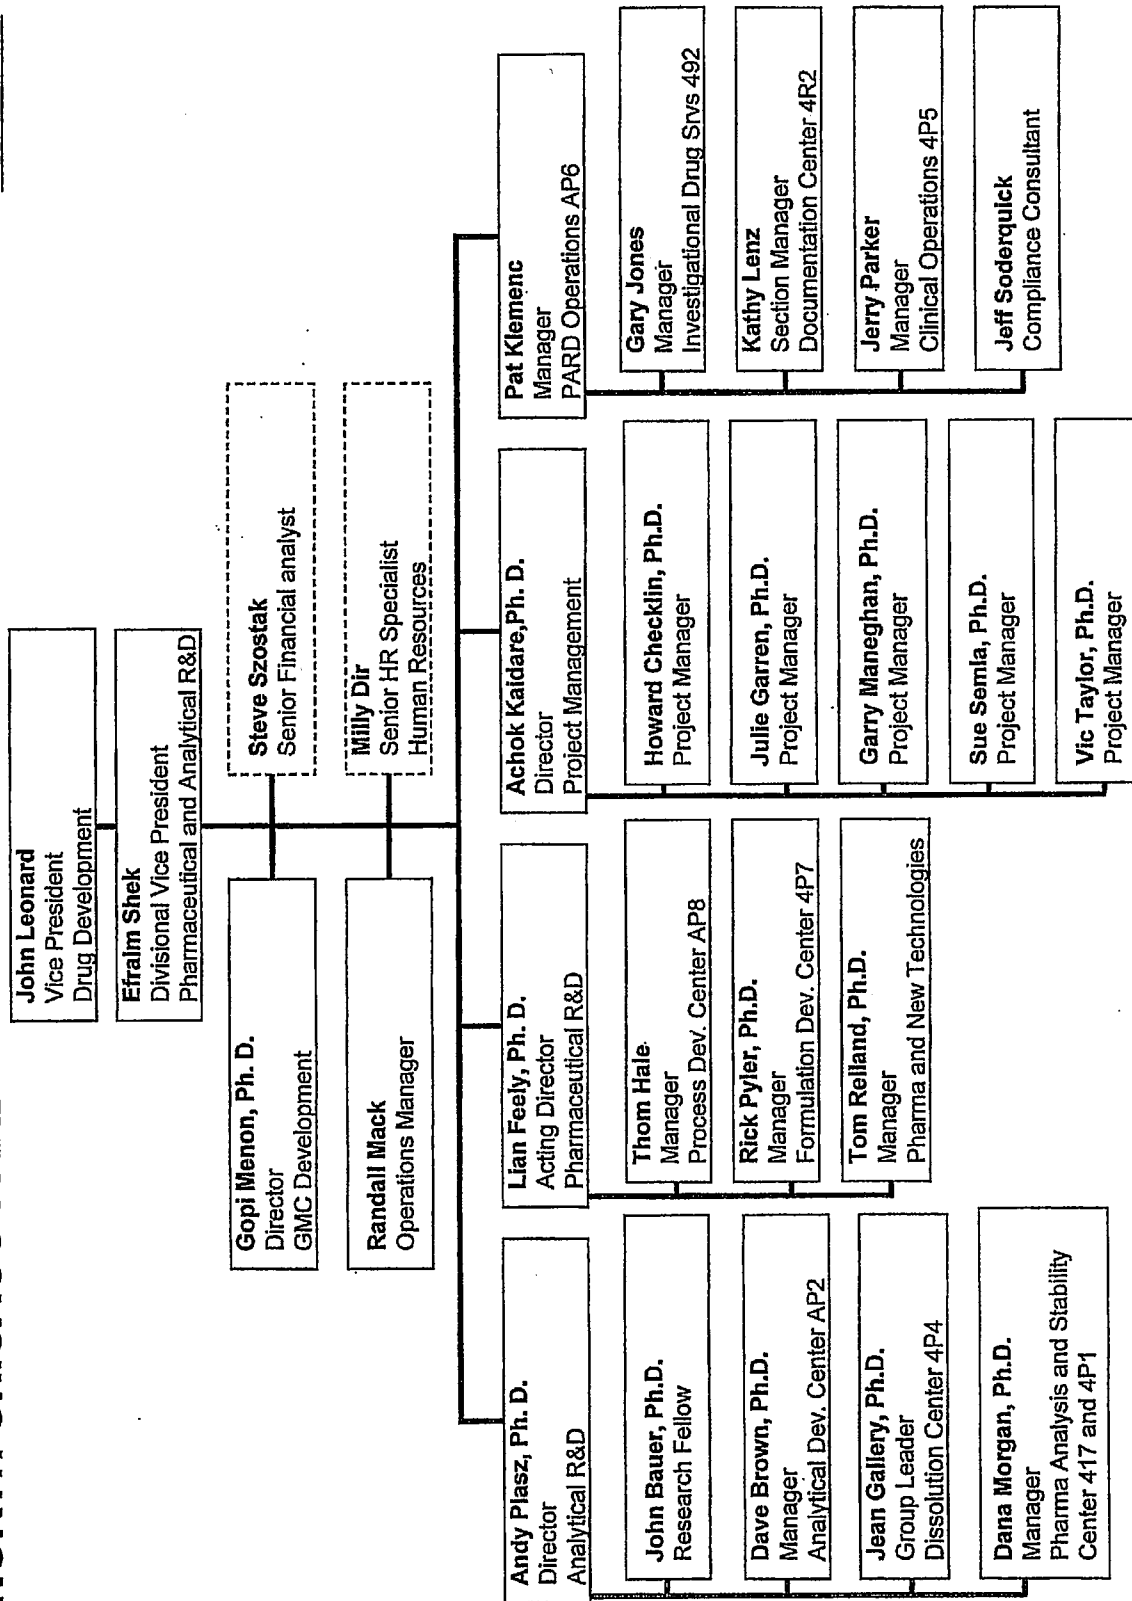 John Leonard
Vice President
Drug Development
Efraim Shek
Divisional Vice President
Pharmaceutical and Analytical R&D
Gopi Menon, Ph. D.
Director
GMC Development
Steve Szostak
Senior Financial analyst
Randall Mack
Operations Manager
Milly Dir
Senior HR Specialist
Human Resources
Andy Plasz, Ph. D.
Director
Analytical R&D
John Bauer, Ph.D.
Research Fellow
Dave Brown, Ph.D.
Manager
Analytical Dev. Center AP2
Jean Gallery, Ph.D.
Group Leader
Dissolution Center 4P4
Dana Morgan, Ph.D.
Manager
Pharma Analysis and Stability
Center 417 and 4P1
Lian Feely, Ph. D.
Acting Director
Pharmaceutical R&D
Thom Hale
Manager
Process Dev. Center AP8
Rick Pyler, Ph.D.
Manager
Formulation Dev. Center 4P7
Tom Reiland, Ph.D.
Manager
Pharma and New Technologies
Achok Kaidare,Ph. D.
Director
Project Management
Howard Checklin, Ph.D.
Project Manager
Julie Garren, Ph.D.
Project Manager
Garry Maneghan, Ph.D.
Project Manager
Sue Semla, Ph.D.
Project Manager
Vic Taylor, Ph.D.
Project Manager
Pat Klemenc
Manager
PARD Operations AP6
Gary Jones
Manager
Investigational Drug Srvs 492
Kathy Lenz
Section Manager
Documentation Center 4R2
Jerry Parker
Manager
Clinical Operations 4P5
Jeff Soderquick
Compliance Consultant